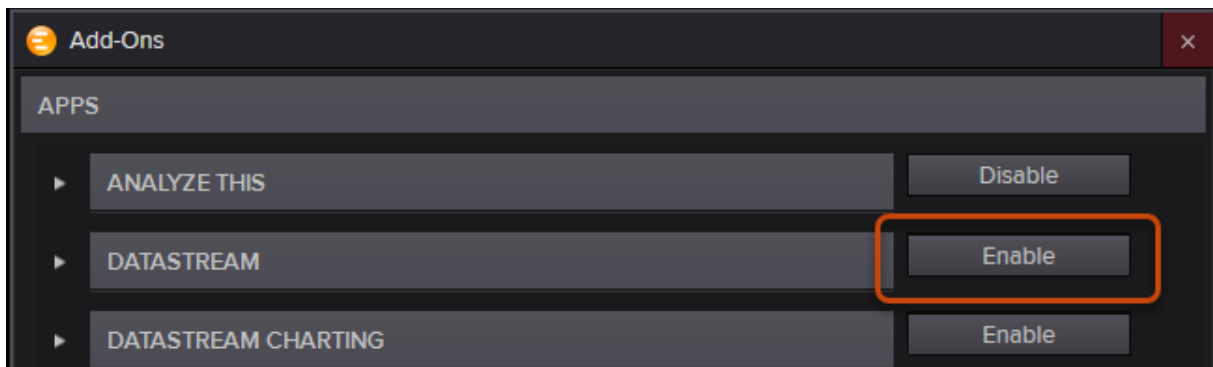 Add-Ons
APPS
ANALYZE THIS
Disable
DATASTREAM
Enable
DATASTREAM CHARTING
Enable